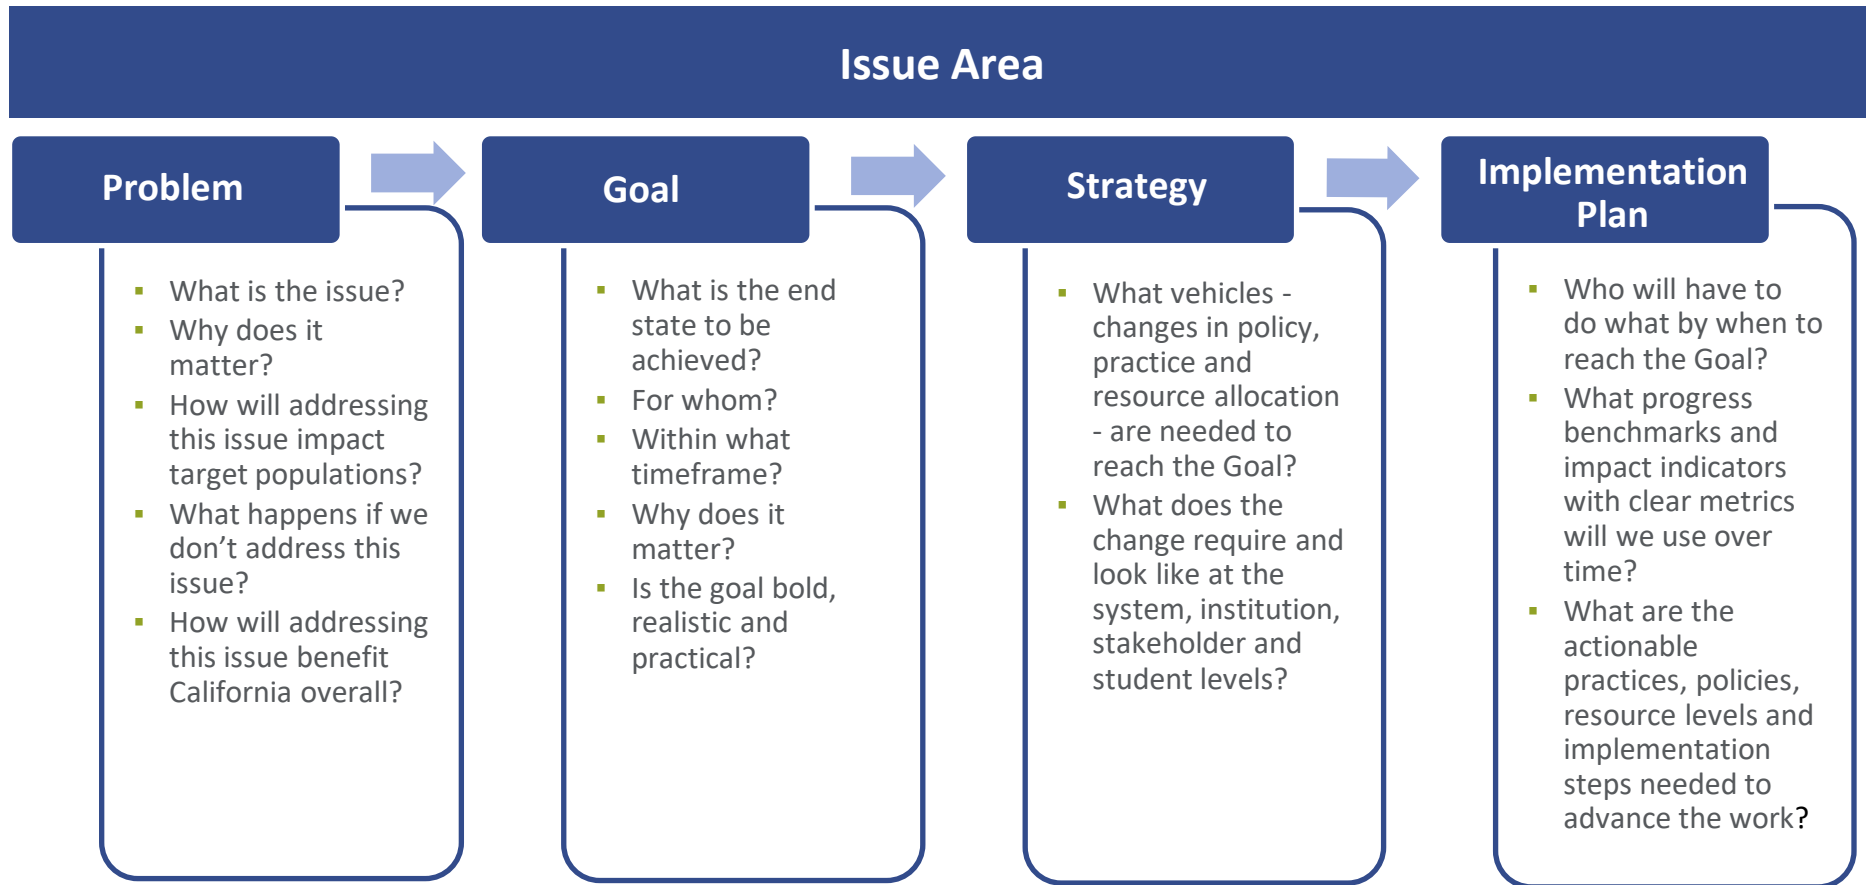 Issue Area
Problem
▪ What is the issue?
▪ Why does it
matter?
▪ How will addressing
this issue impact
target populations?
▪ What happens if we
don’t address this
issue?
▪ How will addressing
this issue benefit
California overall?
Goal
▪ What is the end
state to be
achieved?
▪ For whom?
▪ Within what
timeframe?
▪ Why does it
matter?
▪ Is the goal bold,
realistic and
practical?
Strategy
▪ What vehicles -
changes in policy,
practice and
resource allocation
- are needed to
reach the Goal?
▪ What does the
change require and
look like at the
system, institution,
stakeholder and
student levels?
Implementation
Plan
▪ Who will have to
do what by when to
reach the Goal?
▪ What progress
benchmarks and
impact indicators
with clear metrics
will we use over
time?
▪ What are the
actionable
practices, policies,
resource levels and
implementation
steps needed to
advance the work?